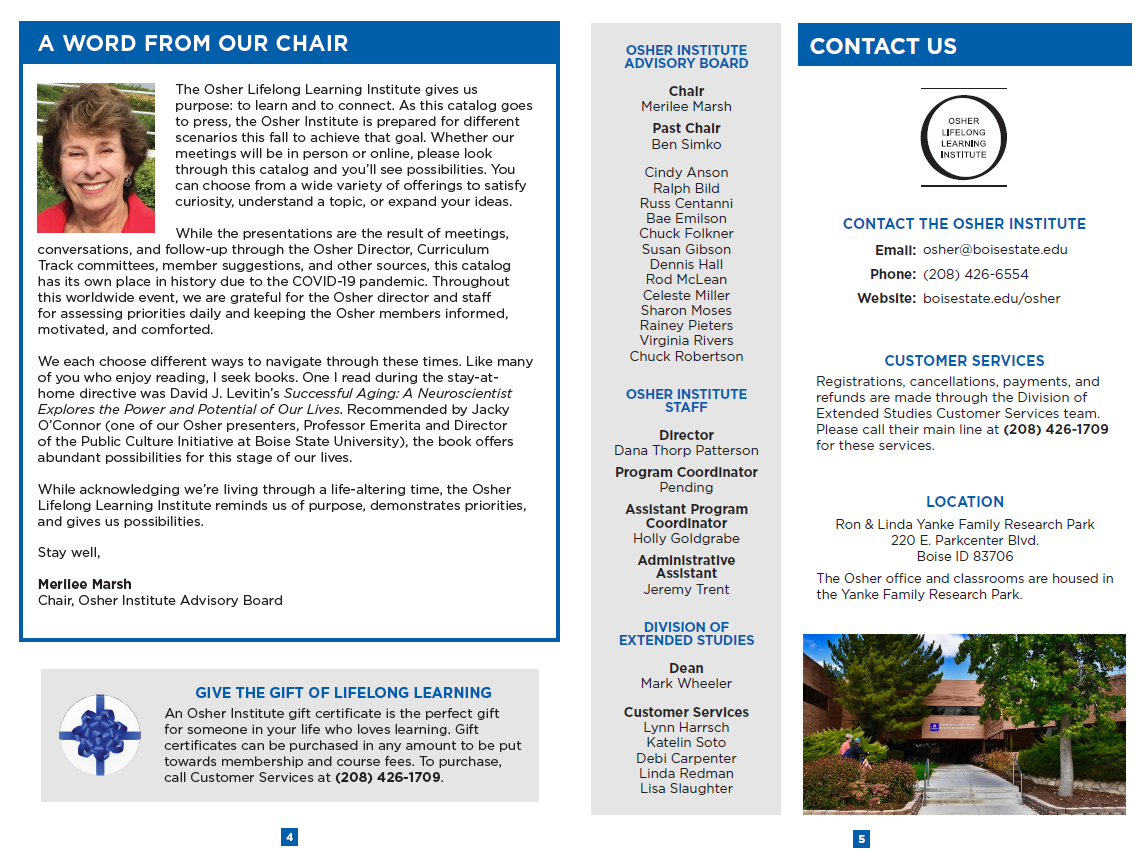 A WORD FROM OUR CHAIR
The Osher Lifelong Learning Institute gives us
purpose: to learn and to connect. As this catalog goes
to press, the Osher Institute is prepared for different
scenarios this fall to achieve that goal. Whether our
meetings will be in person or online, please look
through this catalog and you'll see possibilities. You
can choose from a wide variety of offerings to satisfy
curiosity, understand a topic, or expand your ideas.
While the presentations are the result of meetings,
conversations, and follow-up through the Osher Director, Curriculum
Track committees, member suggestions, and other sources, this catalog
has its own place in history due to the COVID-19 pandemic. Throughout
this worldwide event, we are grateful for the Osher director and staff
for assessing priorities daily and keeping the Osher members informed,
motivated, and comforted.
We each choose different ways to navigate through these times. Like many
of you who enjoy reading, I seek books. One I read during the stay-at-
home directive was David J. Levitin's Successful Aging: A Neuroscientist
Explores the Power and Potential of Our Lives. Recommended by Jacky
O'Connor (one of our Osher presenters, Professor Emerita and Director
of the Public Culture Initiative at Boise State University), the book offers
abundant possibilities for this stage of our lives.
While acknowledging we're living through a life-altering time, the Osher
Lifelong Learning Institute reminds us of purpose, demonstrates priorities,
and gives us possibilities.
Stay well,
Merilee Marsh
Chair, Osher Institute Advisory Board
GIVE THE GIFT OF LIFELONG LEARNING
An Osher Institute gift certificate is the perfect gift
for someone in your life who loves learning. Gift
certificates can be purchased in any amount to be put
towards membership and course fees. To purchase,
call Customer Services at (208) 426-1709.
4
OSHER INSTITUTE
ADVISORY BOARD
Chair
Merilee Marsh
Past Chair
Ben Simko
Cindy Anson
Ralph Bild
Russ Centanni
Bae Emilson
Chuck Folkner
Susan Gibson
Dennis Hall
Rod McLean
Celeste Miller
Sharon Moses
Rainey Pieters
Virginia Rivers
Chuck Robertson
OSHER INSTITUTE
STAFF
Director
Dana Thorp Patterson
Program Coordinator
Pending
Assistant Program
Coordinator
Holly Goldgrabe
Administrative
Assistant
Jeremy Trent
DIVISION OF
EXTENDED STUDIES
Dean
Mark Wheeler
Customer Services
Lynn Harrsch
Katelin Soto
Debi Carpenter
Linda Redman
Lisa Slaughter
CONTACT US
OSHER
LIFELONG
LEARNING
INSTITUTE
CONTACT THE OSHER INSTITUTE
Email: osher@boisestate.edu
Phone: (208) 426-6554
Website: boisestate.edu/osher
CUSTOMER SERVICES
Registrations, cancellations, payments, and
refunds are made through the Division of
Extended Studies Customer Services team.
Please call their main line at (208) 426-1709
for these services.
LOCATION
Ron & Linda Yanke Family Research Park
220 E. Parkcenter Blvd.
Boise ID 83706
The Osher office and classrooms are housed in
the Yanke Family Research Park.
5